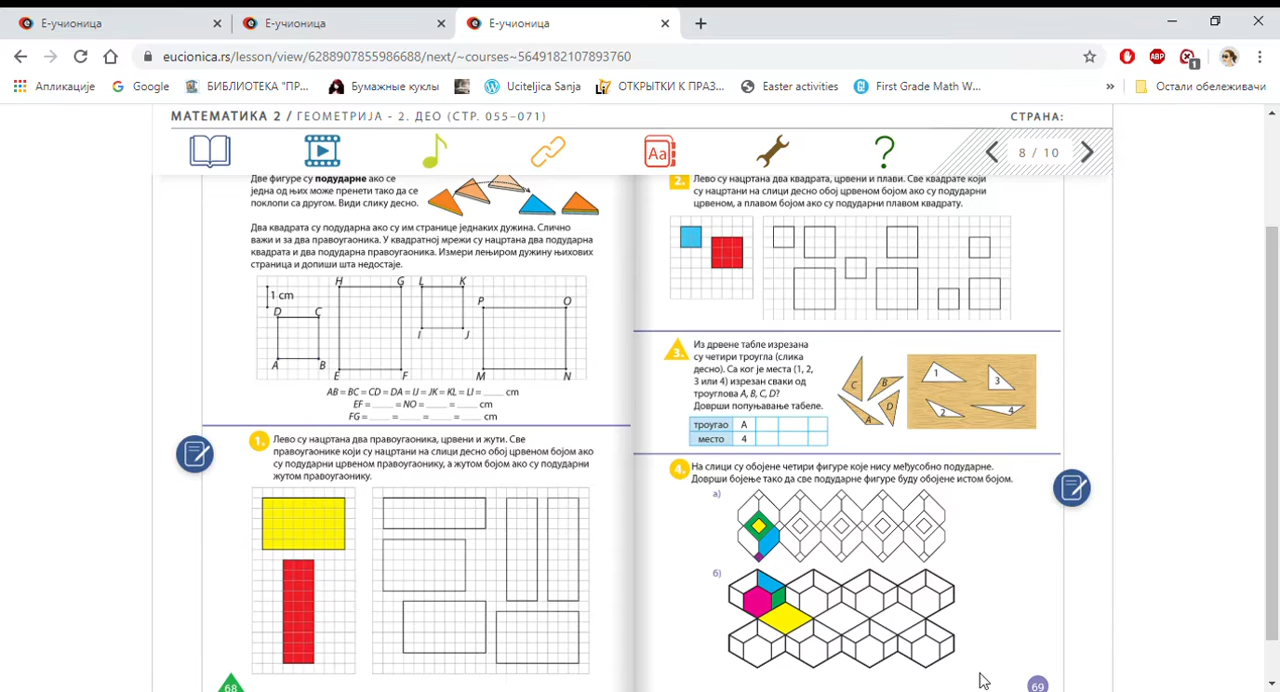 Е-учионица
Е-учионица
Е-учионица
eucionica.rs/lesson/view/6288907855986688/next/~courses~5649182107893760
ABP
1
Апликације
Google
БИБЛИОТЕКА "ПР...
Бумажные куклы
Uciteljica Sanja
ОТКРЫТКИ К ПРАЗ...
Easter activities
First Grade Math W...
»
Остали обележивачи
МАТЕМАТИКА 2 / ГЕОМЕТРИЈА - 2. ДЕО (СТР. 055–071)
СТРАНА:
Aa
?
8 / 10
Две фигуре су подударне ако се
једна од њих може пренети тако да се
поклопи са другом. Види слику десно.
Два квадрата су подударна ако су им странице једнаких дужина. Слично
важи и за два правоугаоника. У квадратној мрежи су нацртана два подударна
квадрата и два подударна правоугаоника. Измери лењиром дужину њихових
страница и допиши шта недостаје.
1 cm
H G L K
P O
D C
I J
A B
E F M N
AB = BC = CD = DA = IJ = JK = KL = LI = ____ cm
EF = ____ = NO = ____ = ____ cm
FG = ____ = ____ = ____ = ____ cm
1. Лево су нацртана два правоугаоника, црвени и жути. Све
правоугаонике који су нацртани на слици десно обој црвеном бојом ако
су подударни црвеном правоугаонику, а жутом бојом ако су подударни
жутом правоугаонику.
68
2. Лево су нацртана два квадрата, црвени и плави. Све квадрате који
су нацртани на слици десно обој црвеном бојом ако су подударни
црвеном, а плавом бојом ако су подударни плавом квадрату.
3. Из дрвене табле изрезана
су четири троугла (слика
десно). Са ког је места (1, 2,
3 или 4) изрезан сваки од
троуглова A, B, C, D?
Доврши попуњавање табеле.
троугао A
место 4
C B D A
1 3 2 4
4. На слици су обојене четири фигуре које нису међусобно подударне.
Доврши бојење тако да све подударне фигуре буду обојене истом бојом.
а)
б)
69